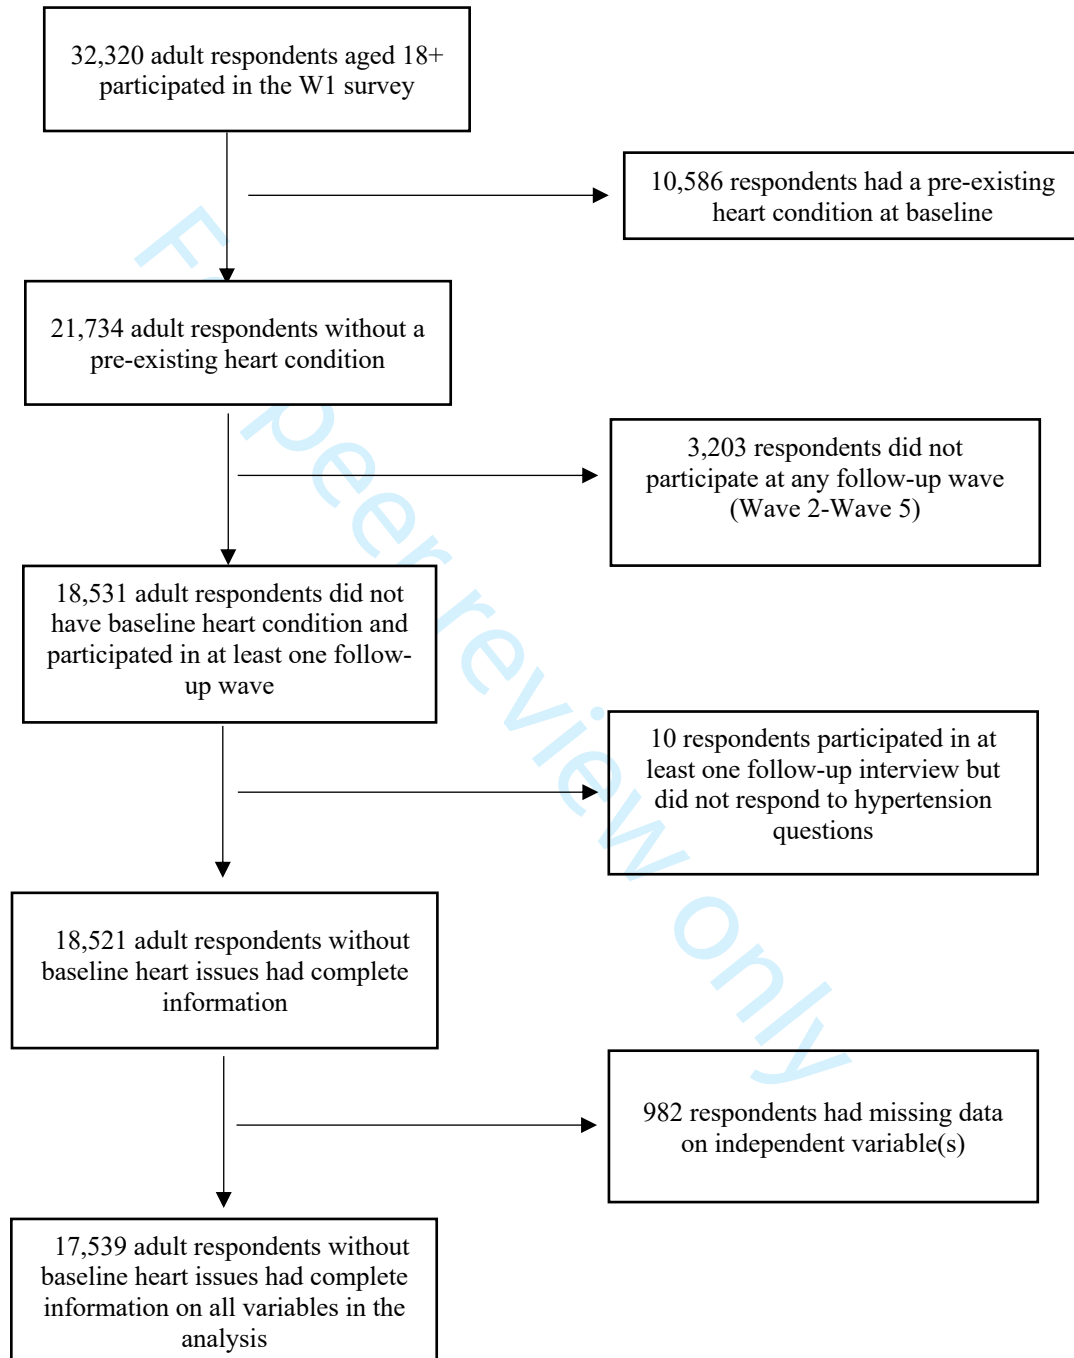 32,320 adult respondents aged 18+
participated in the W1 survey
10,586 respondents had a pre-existing
heart condition at baseline
21,734 adult respondents without a
pre-existing heart condition
3,203 respondents did not
participate at any follow-up wave
(Wave 2-Wave 5)
18,531 adult respondents did not
have baseline heart condition and
participated in at least one follow-
up wave
10 respondents participated in at
least one follow-up interview but
did not respond to hypertension
questions
18,521 adult respondents without
baseline heart issues had complete
information
982 respondents had missing data
on independent variable(s)
17,539 adult respondents without
baseline heart issues had complete
information on all variables in the
analysis
For peer review only